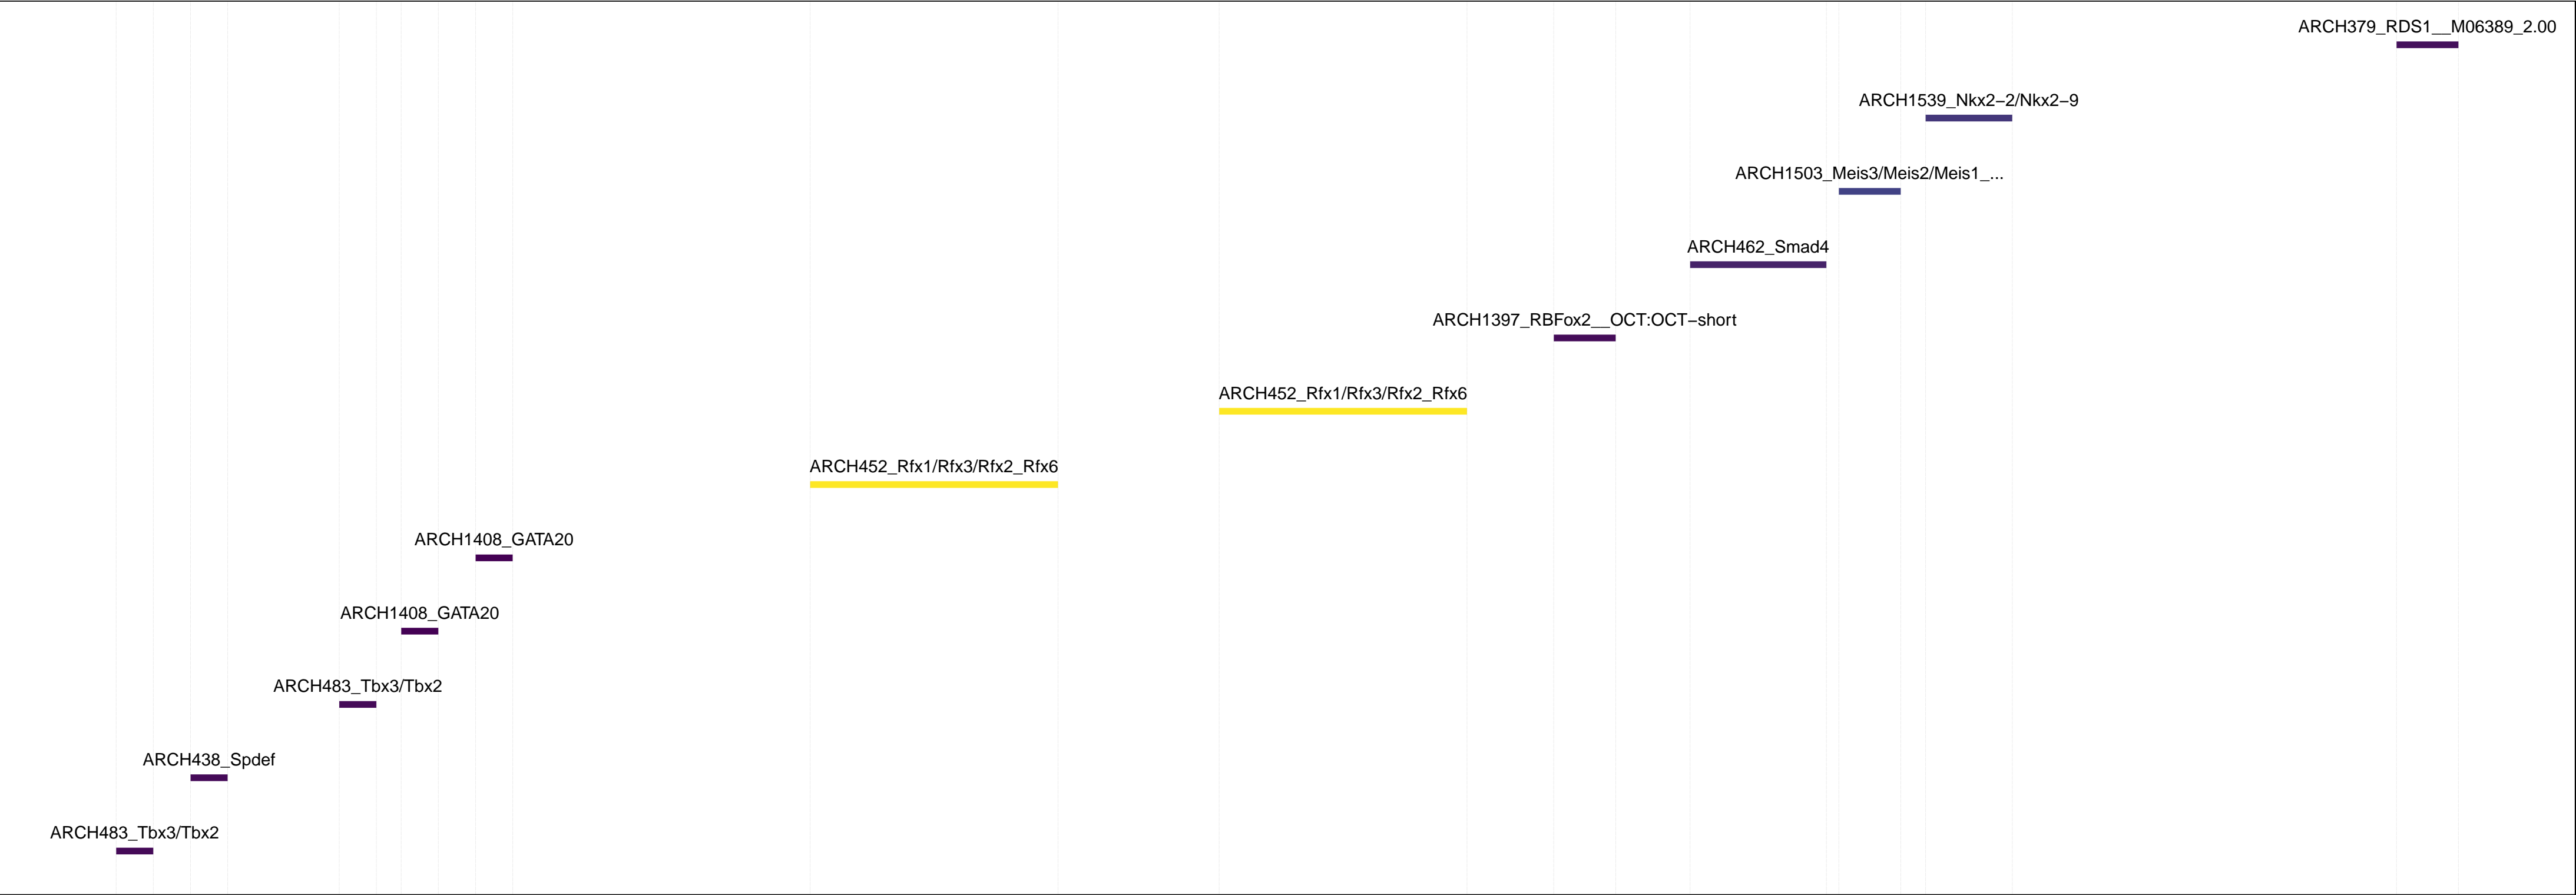 ARCH379_RDS1__M06389_2.00
ARCH1539_Nkx2−2/Nkx2−9
ARCH1503_Meis3/Meis2/Meis1_...
ARCH462_Smad4
ARCH1397_RBFox2__OCT:OCT−short
ARCH452_Rfx1/Rfx3/Rfx2_Rfx6
ARCH452_Rfx1/Rfx3/Rfx2_Rfx6
ARCH1408_GATA20
ARCH1408_GATA20
ARCH483_Tbx3/Tbx2
ARCH438_Spdef
ARCH483_Tbx3/Tbx2